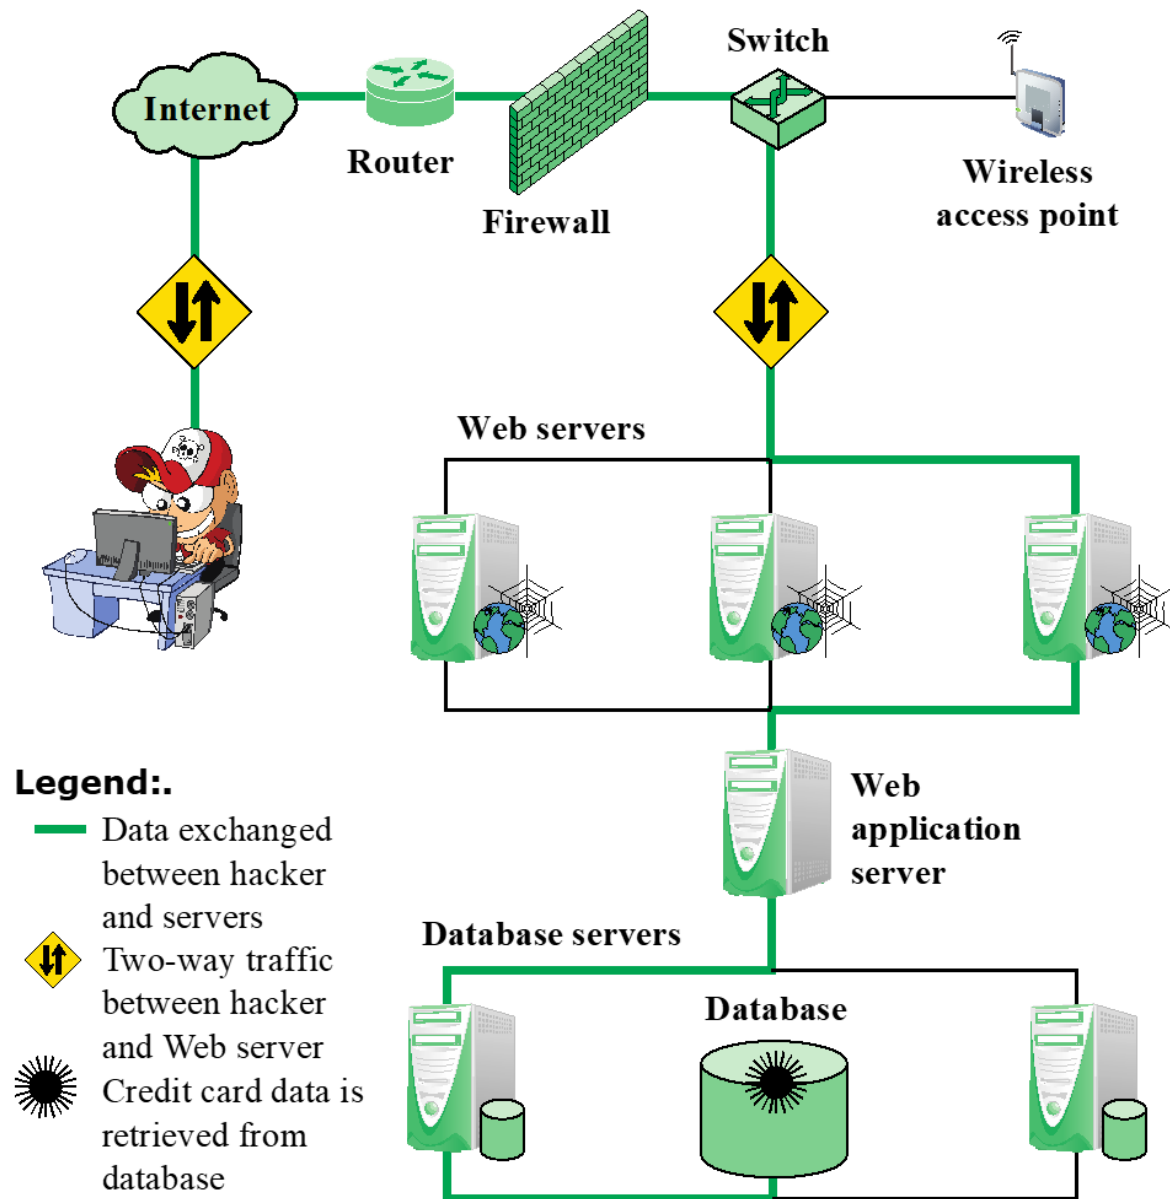 Switch
Internet
Router
Firewall
Wireless
access point
Web servers
Web
application
server
Database servers
Database
Legend:.
Data exchanged
between hacker
and servers
Two-way traffic
between hacker
and Web server
Credit card data is
retrieved from
database